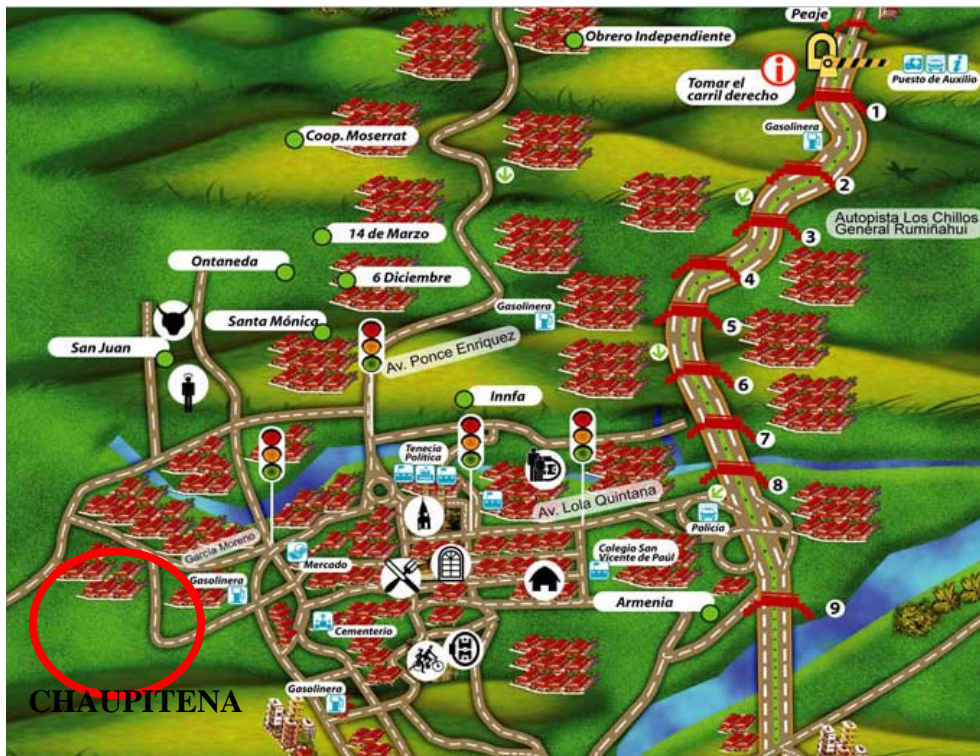 Peaje
Obrero Independiente
Tomar el
carril derecho
Puesto de Auxilio
1
Gasolinera
Coop. Moserrat
2
Autopista Los Chillos
General Rumiñahui
3
14 de Marzo
Ontaneda
6 Diciembre
4
Gasolinera
Santa Mónica
5
San Juan
Av. Ponce Enriquez
6
Innfa
7
Tenecia
Política
8
Av. Lola Quintana
Policía
García Moreno
Mercado
Colegio San
Vicente de Paúl
Gasolinera
Armenia
9
Cementerio
Gasolinera
CHAUPITENA